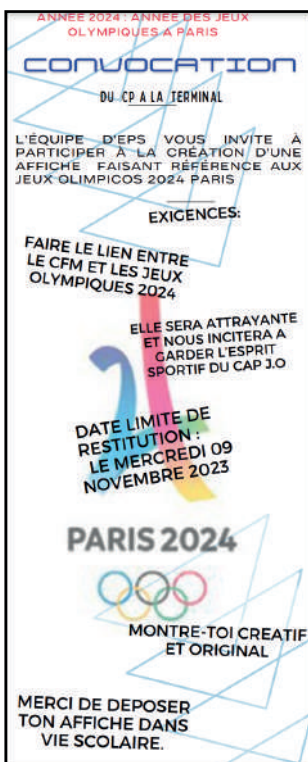 ANNÉE 2024 : ANNÉE DES JEUX
OLYMPIQUES A PARIS
CONVOCATION
DU CP A LA TERMINAL
L'ÉQUIPE D'EPS VOUS INVITE À
PARTICIPER À LA CRÉATION D'UNE
AFFICHE FAISANT RÉFÉRENCE AUX
JEUX OLIMPICOS 2024 PARIS
EXIGENCES:
FAIRE LE LIEN ENTRE
LE CFM ET LES JEUX
OLYMPIQUES 2024
ELLE SERA ATTRAYANTE
ET NOUS INCITERA A
GARDER L'ESPRIT
SPORTIF DU CAP J.O
DATE LIMITE DE
RESTITUTION :
LE MERCREDI 09
NOVEMBRE 2023
PARIS 2024
MONTRE-TOI CREATIF
ET ORIGINAL
MERCI DE DEPOSER
TON AFFICHE DANS
VIE SCOLAIRE.